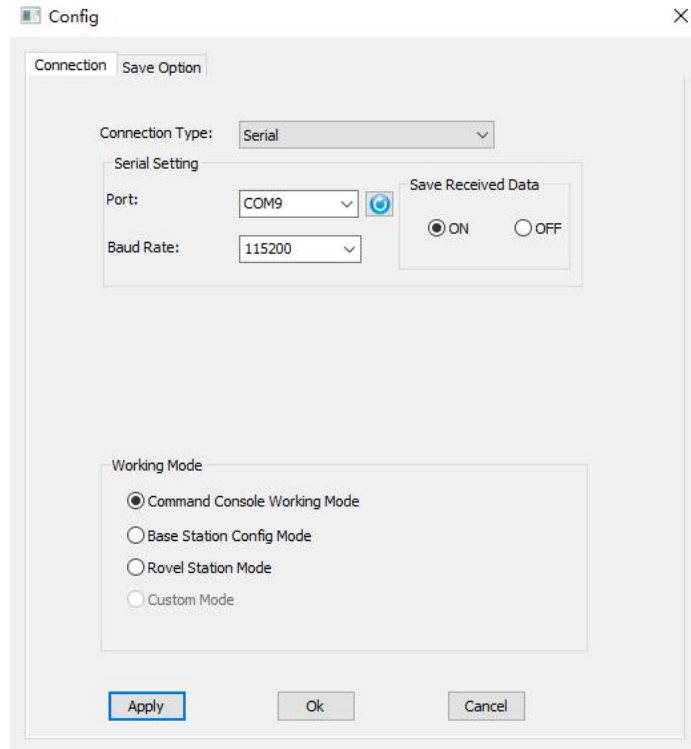 Config
Connection Save Option
Connection Type: Serial
Serial Setting
Port: COM9
Save Received Data
ON OFF
Baud Rate: 115200
Working Mode
Command Console Working Mode
Base Station Config Mode
Rovel Station Mode
Custom Mode
Apply Ok Cancel